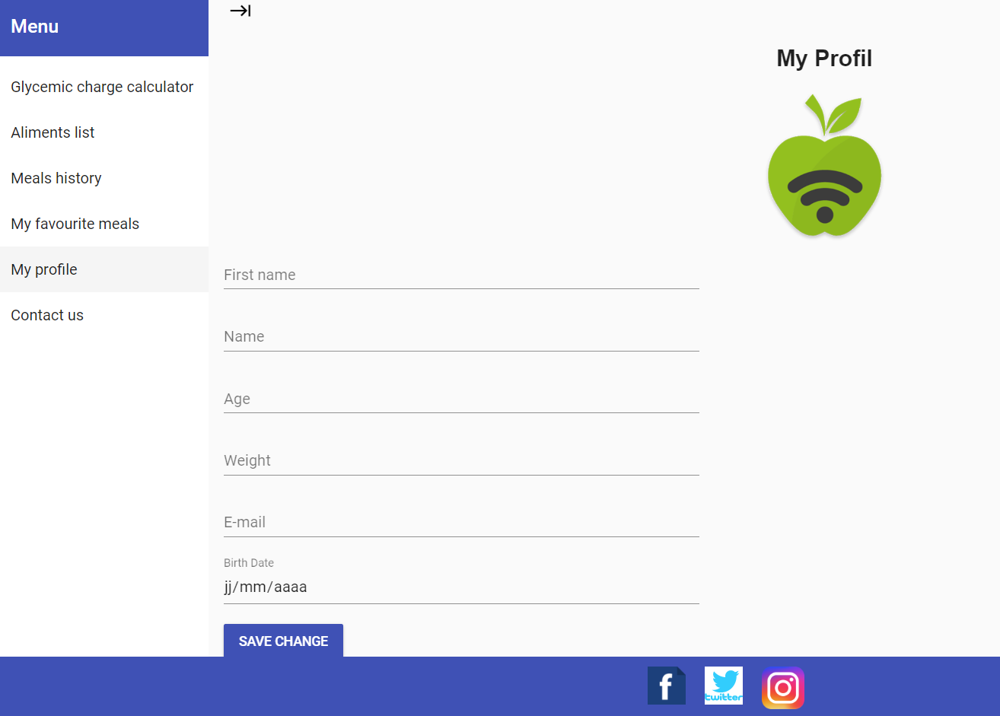 Menu
Glycemic charge calculator
Aliments list
Meals history
My favourite meals
My profile
Contact us
My Profil
First name
Name
Age
Weight
E-mail
Birth Date
jj/mm/aaaa
SAVE CHANGE
f
twitter